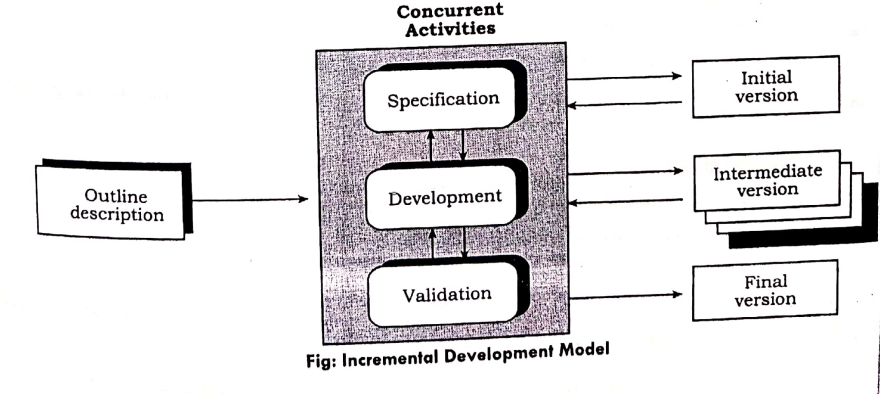 Concurrent
Activities
Specification
Initial
version
Outline
description
Development
Intermediate
version
Validation
Final
version
Fig: Incremental Development Model